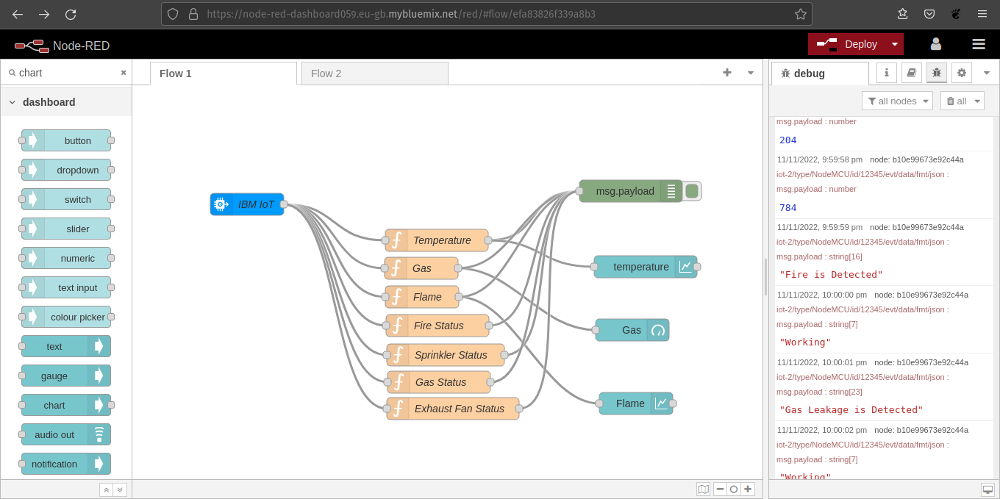 https://node-red-dashboard059.eu-gb.mybluemix.net/red/#flow/efa83826f339a8b3
Node-RED
Deploy
chart
dashboard
button
dropdown
switch
slider
numeric
text input
colour picker
text
gauge
chart
audio out
notification
Flow 1
Flow 2
IBM IoT
Temperature
Gas
Flame
Fire Status
Sprinkler Status
Gas Status
Exhaust Fan Status
msg.payload
temperature
Gas
Flame
debug
i
all nodes
all
msg.payload : number
204
11/11/2022, 9:59:58 pm node: b10e99673e92c44a
iot-2/type/NodeMCU/id/12345/evt/data/fmt/json :
msg.payload : number
784
11/11/2022, 9:59:59 pm node: b10e99673e92c44a
iot-2/type/NodeMCU/id/12345/evt/data/fmt/json :
msg.payload : string[16]
"Fire is Detected"
11/11/2022, 10:00:00 pm node: b10e99673e92c44a
iot-2/type/NodeMCU/id/12345/evt/data/fmt/json :
msg.payload : string[7]
"Working"
11/11/2022, 10:00:01 pm node: b10e99673e92c44a
iot-2/type/NodeMCU/id/12345/evt/data/fmt/json :
msg.payload : string[23]
"Gas Leakage is Detected"
11/11/2022, 10:00:02 pm node: b10e99673e92c44a
iot-2/type/NodeMCU/id/12345/evt/data/fmt/json :
msg.payload : string[7]
"Working"